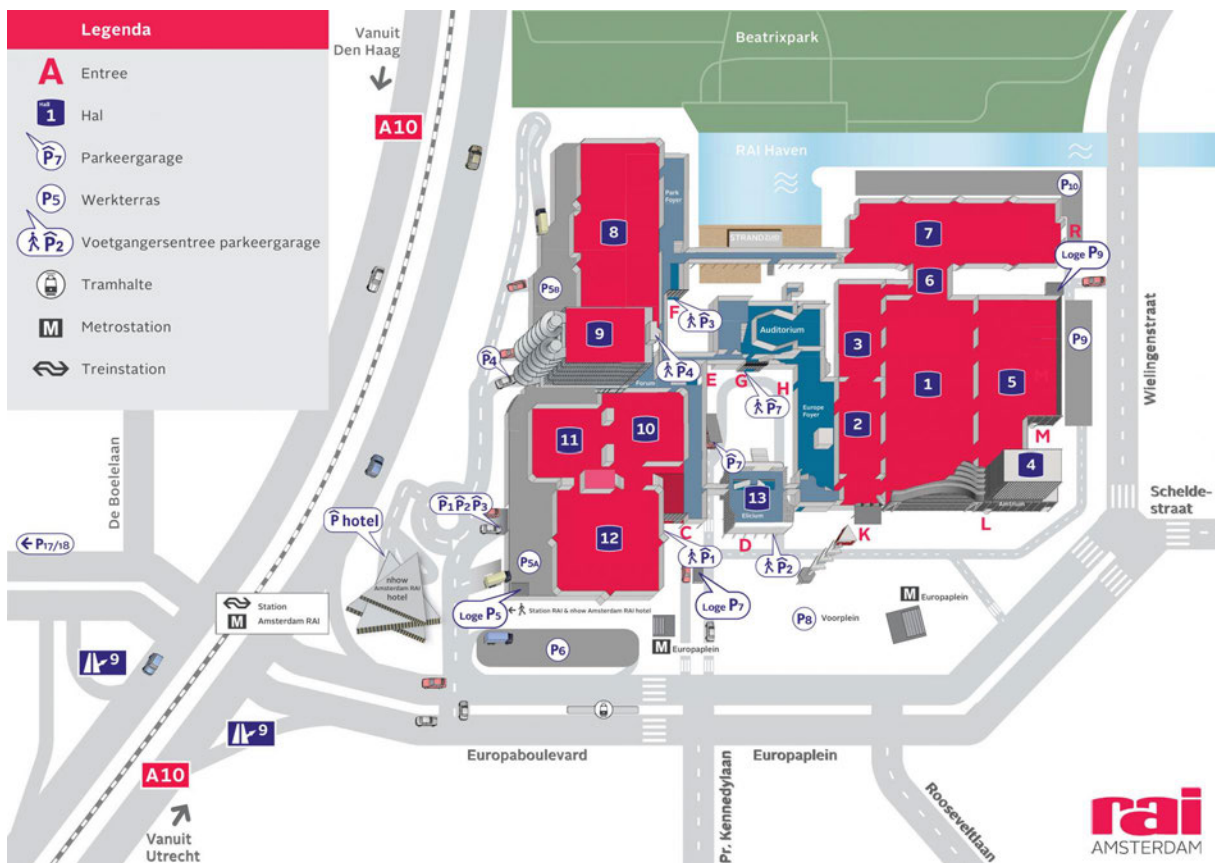 Legenda
A Entree
Hall 1 Hal
P7 Parkeergarage
P5 Werkterras
P2 Voetgangersentree parkeergarage
Tramhalte
M Metrostation
Treinstation
Vanuit
Den Haag
A10
Beatrixpark
RAI Haven
P10
Park
Foyer
8
7
R
STRAND
Loge P9
6
P5B
F
P3
Auditorium
9
3
P9
P4
P4
Forum
E
G
H
1
5
M
P7
Europe
Foyer
Wielingenstraat
10
11
2
M
P7
4
13
Elicium
Amtrium
De Boelelaan
P1 P2 P3
Schelde-
straat
P hotel
L
C
K
12
D
← P17/18
P1
P2
P5A
nhow
Amsterdam RAI
hotel
Loge P5
Loge P7
Station
M Amsterdam RAI
← Station RAI & nhow Amsterdam RAI hotel
M Europaplein
P8 Voorplein
P6
M Europaplein
9
9
Europaboulevard
Europaplein
A10
Pr. Kennedylaan
Rooseveltlaan
Vanuit
Utrecht
rai
AMSTERDAM